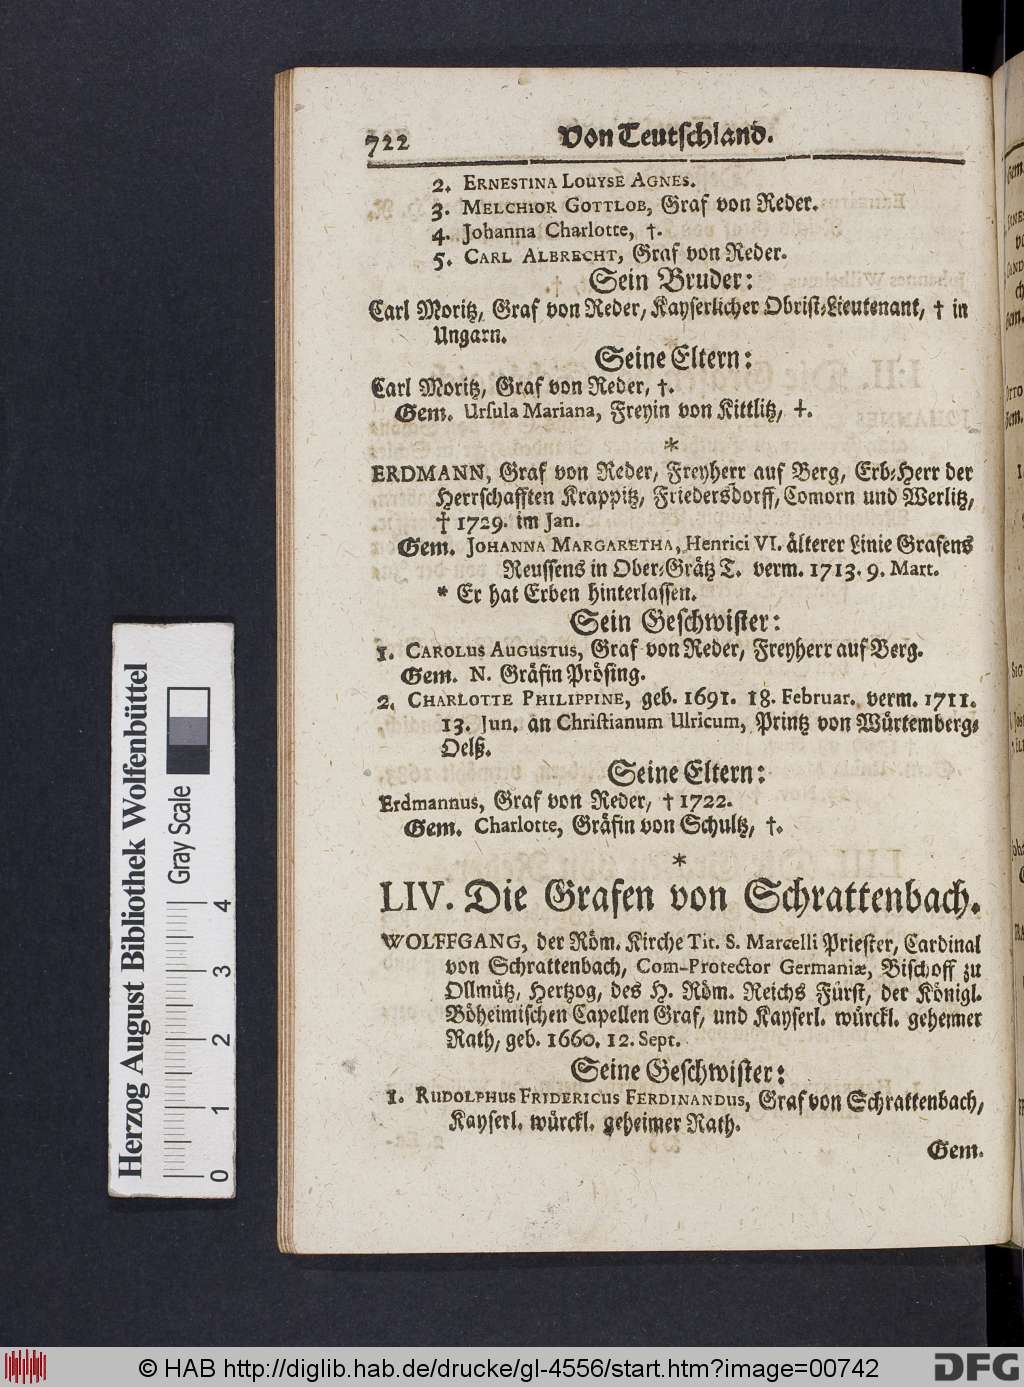 722 Von Teutschland.
2. ERNESTINA LOUYSE AGNES.
3. MELCHIOR GOTTLOB, Graf von Reder.
4. Johanna Charlotte, †.
5. CARL ALBRECHT, Graf von Reder.
Sein Bruder:
Carl Moritz, Graf von Reder, Kayserlicher Obrist-Lieutenant, † in
Ungarn.
Seine Eltern:
Carl Moritz, Graf von Reder, †.
Gem. Ursula Mariana, Freyin von Kittlitz, †.
*
ERDMANN, Graf von Reder, Freyherr auf Berg, Erb-Herr der
Herrschafften Krappitz, Friedersdorff, Comorn und Werlitz,
† 1729. im Jan.
Gem. JOHANNA MARGARETHA, Henrici VI. älterer Linie Grafens
Reussens in Ober-Grätz T. verm. 1713. 9. Mart.
* Er hat Erben hinterlassen.
Sein Geschwister:
1. CAROLUS AUGUSTUS, Graf von Reder, Freyherr auf Berg.
Gem. N. Gräfin Prösing.
2. CHARLOTTE PHILIPPINE, geb. 1691. 18. Februar. verm. 1711.
13. Jun. an Christianum Ulricum, Printz von Würtemberg-
Oelß.
Seine Eltern:
Erdmannus, Graf von Reder, † 1722.
Gem. Charlotte, Gräfin von Schultz, †.
*
LIV. Die Grafen von Schrattenbach.
WOLFFGANG, der Röm. Kirche Tit. S. Marcelli Priester, Cardinal
von Schrattenbach, Com-Protector Germaniæ, Bischoff zu
Ollmütz, Hertzog, des H. Röm. Reichs Fürst, der Königl.
Böheimischen Capellen Graf, und Kayserl. würckl. geheimer
Rath, geb. 1660. 12. Sept.
Seine Geschwister:
1. RUDOLPHUS FRIDERICUS FERDINANDUS, Graf von Schrattenbach,
Kayserl. würckl. geheimer Rath.
Gem.
Herzog August Bibliothek Wolfenbüttel
Gray Scale
0 1 2 3 4
© HAB http://diglib.hab.de/drucke/gl-4556/start.htm?image=00742
DFG